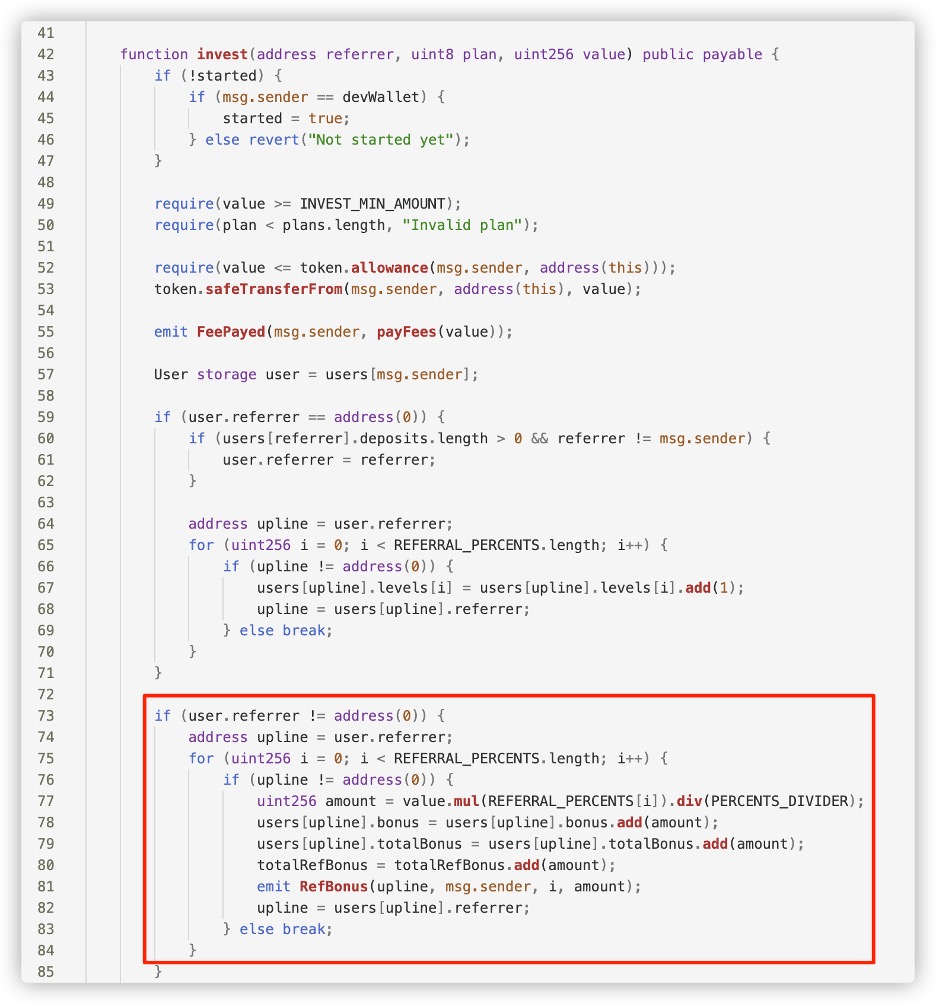 41
42 function invest(address referrer, uint8 plan, uint256 value) public payable {
43 if (!started) {
44 if (msg.sender == devWallet) {
45 started = true;
46 } else revert("Not started yet");
47 }
48
49 require(value >= INVEST_MIN_AMOUNT);
50 require(plan < plans.length, "Invalid plan");
51
52 require(value <= token.allowance(msg.sender, address(this)));
53 token.safeTransferFrom(msg.sender, address(this), value);
54
55 emit FeePayed(msg.sender, payFees(value));
56
57 User storage user = users[msg.sender];
58
59 if (user.referrer == address(0)) {
60 if (users[referrer].deposits.length > 0 && referrer != msg.sender) {
61 user.referrer = referrer;
62 }
63
64 address upline = user.referrer;
65 for (uint256 i = 0; i < REFERRAL_PERCENTS.length; i++) {
66 if (upline != address(0)) {
67 users[upline].levels[i] = users[upline].levels[i].add(1);
68 upline = users[upline].referrer;
69 } else break;
70 }
71 }
72
73 if (user.referrer != address(0)) {
74 address upline = user.referrer;
75 for (uint256 i = 0; i < REFERRAL_PERCENTS.length; i++) {
76 if (upline != address(0)) {
77 uint256 amount = value.mul(REFERRAL_PERCENTS[i]).div(PERCENTS_DIVIDER);
78 users[upline].bonus = users[upline].bonus.add(amount);
79 users[upline].totalBonus = users[upline].totalBonus.add(amount);
80 totalRefBonus = totalRefBonus.add(amount);
81 emit RefBonus(upline, msg.sender, i, amount);
82 upline = users[upline].referrer;
83 } else break;
84 }
85 }